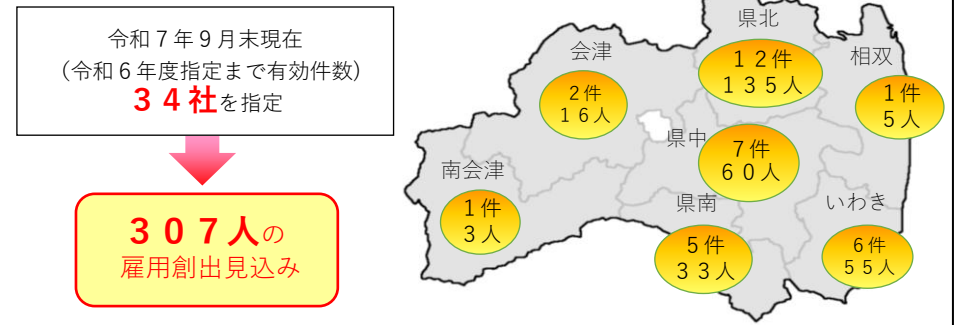 令和７年９月末現在
（令和６年度指定まで有効件数）
３４社を指定
３０７人の
雇用創出見込み
県北
１２件
１３５人
会津
２件
１６人
相双
１件
５人
県中
７件
６０人
南会津
１件
３人
県南
５件
３３人
いわき
６件
５５人